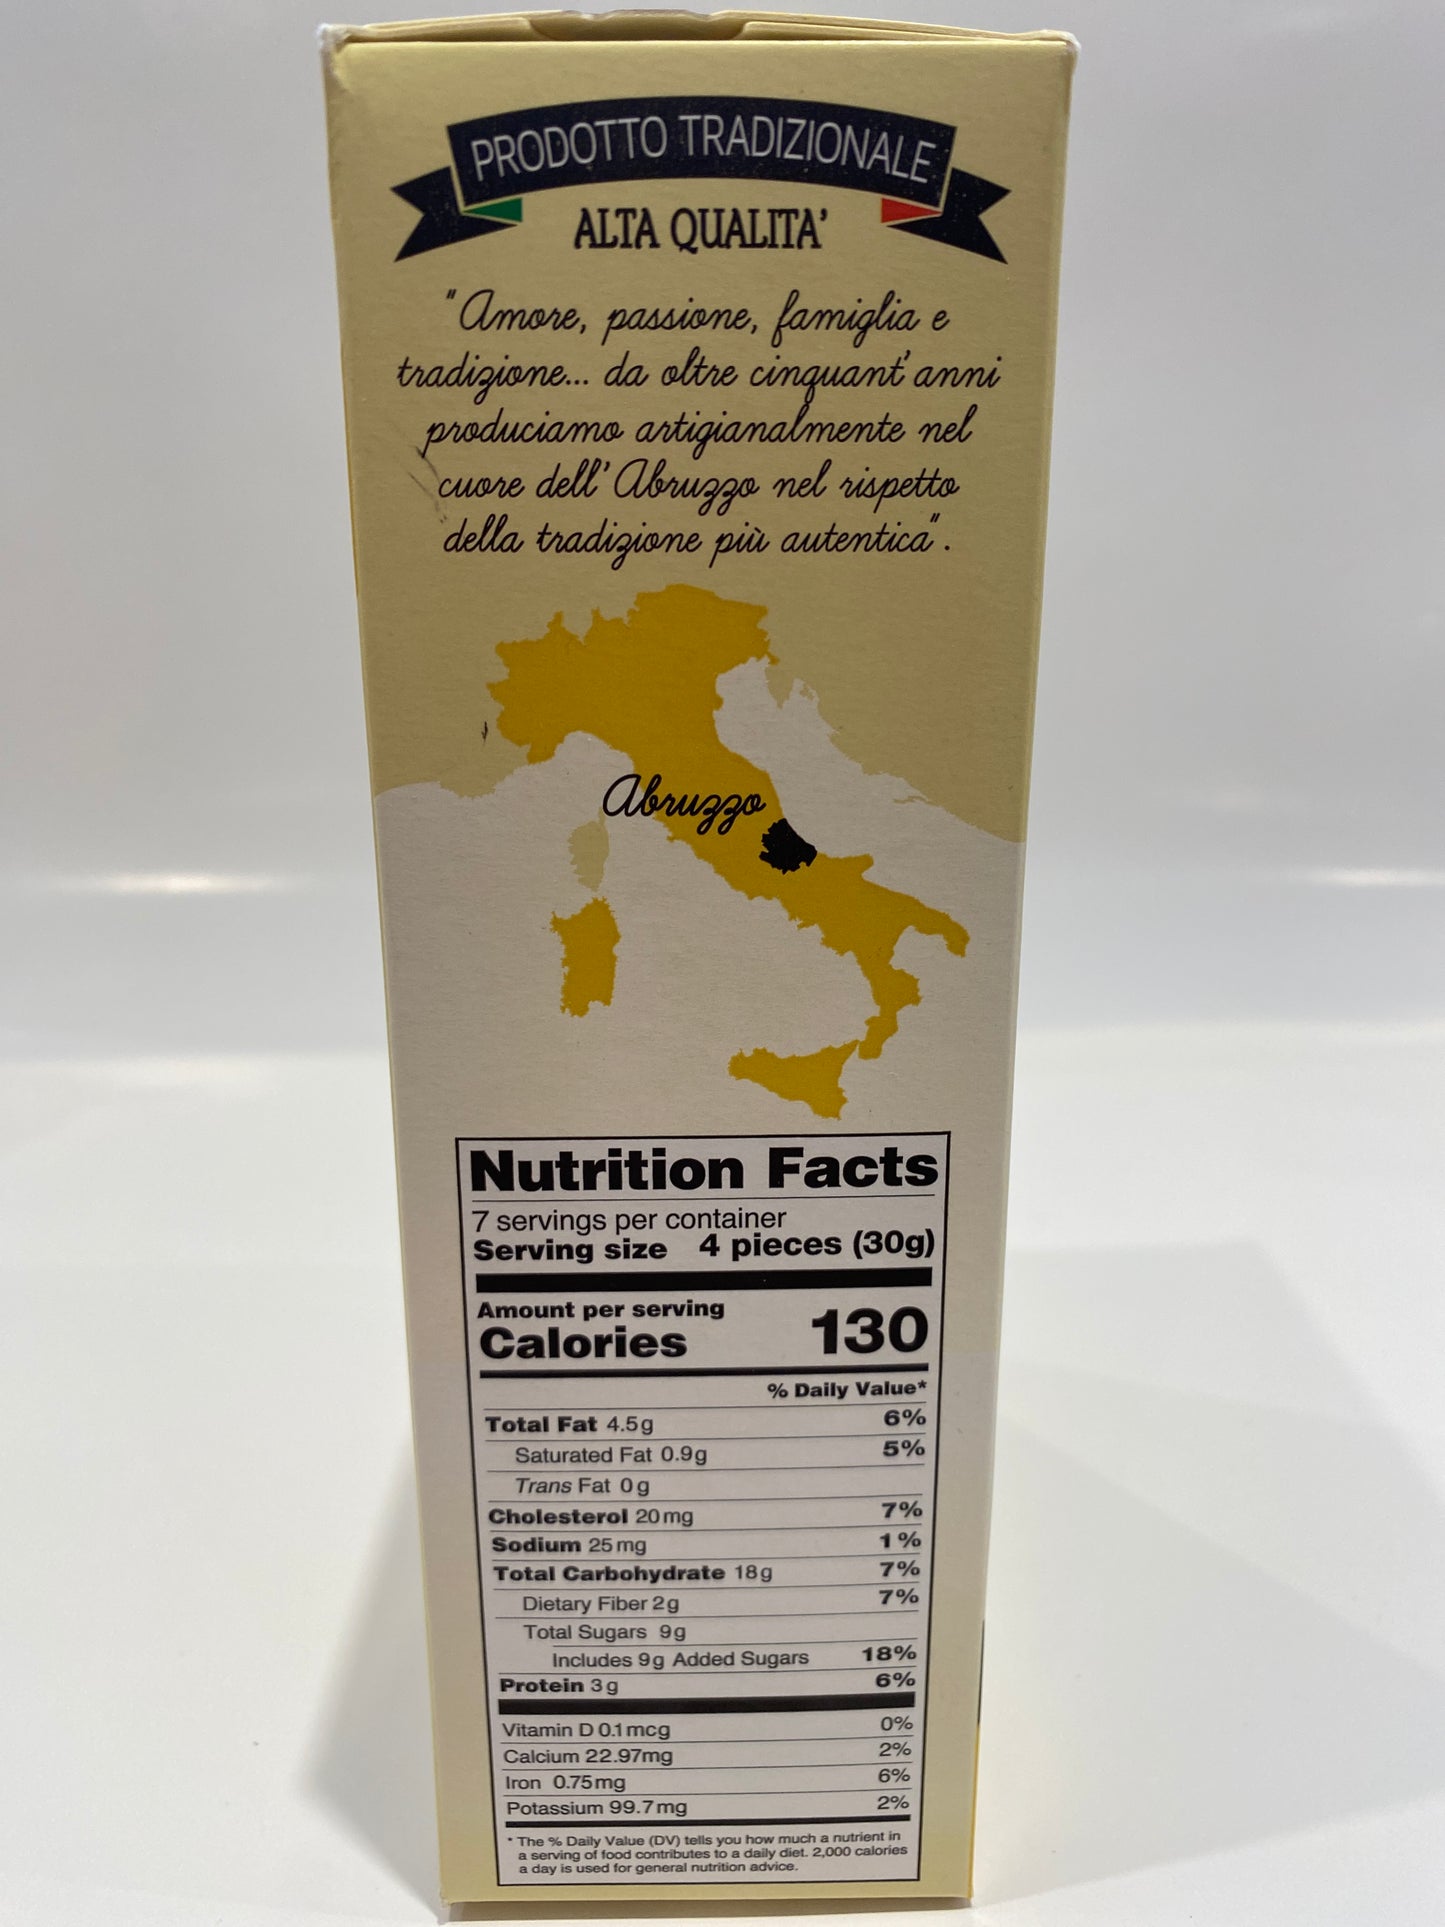 PRODOTTO TRADIZIONALE
ALTA QUALITA'
"Amore, passione, famiglia e
tradizione... da oltre cinquant'anni
produciamo artigianalmente nel
cuore dell'Abruzzo nel rispetto
della tradizione più autentica".
Abruzzo
Nutrition Facts
7 servings per container
Serving size 4 pieces (30g)
Amount per serving
Calories 130
% Daily Value*
Total Fat 4.5g 6%
Saturated Fat 0.9g 5%
Trans Fat 0g
Cholesterol 20mg 7%
Sodium 25mg 1%
Total Carbohydrate 18g 7%
Dietary Fiber 2g 7%
Total Sugars 9g
Includes 9g Added Sugars 18%
Protein 3g 6%
Vitamin D 0.1mcg 0%
Calcium 22.97mg 2%
Iron 0.75mg 6%
Potassium 99.7mg 2%
* The % Daily Value (DV) tells you how much a nutrient in
a serving of food contributes to a daily diet. 2,000 calories
a day is used for general nutrition advice.